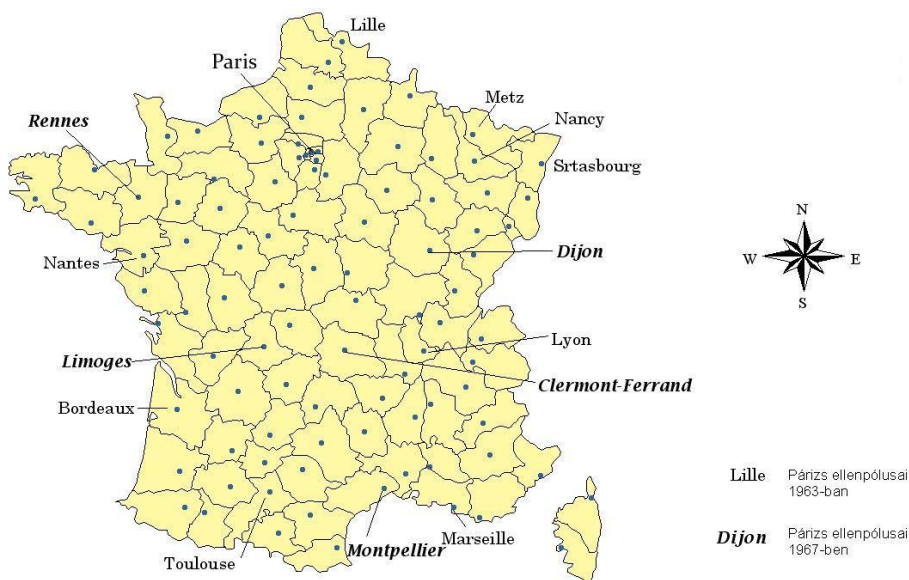 Lille
Paris
Metz
Rennes
Nancy
Srtasbourg
N
Nantes
Dijon
W
E
S
Limoges
Lyon
Clermont-Ferrand
Bordeaux
Lille
Párizs ellenpólusai
1963-ban
Marseille
Montpellier
Toulouse
Dijon
Párizs ellenpólusai
1967-ben